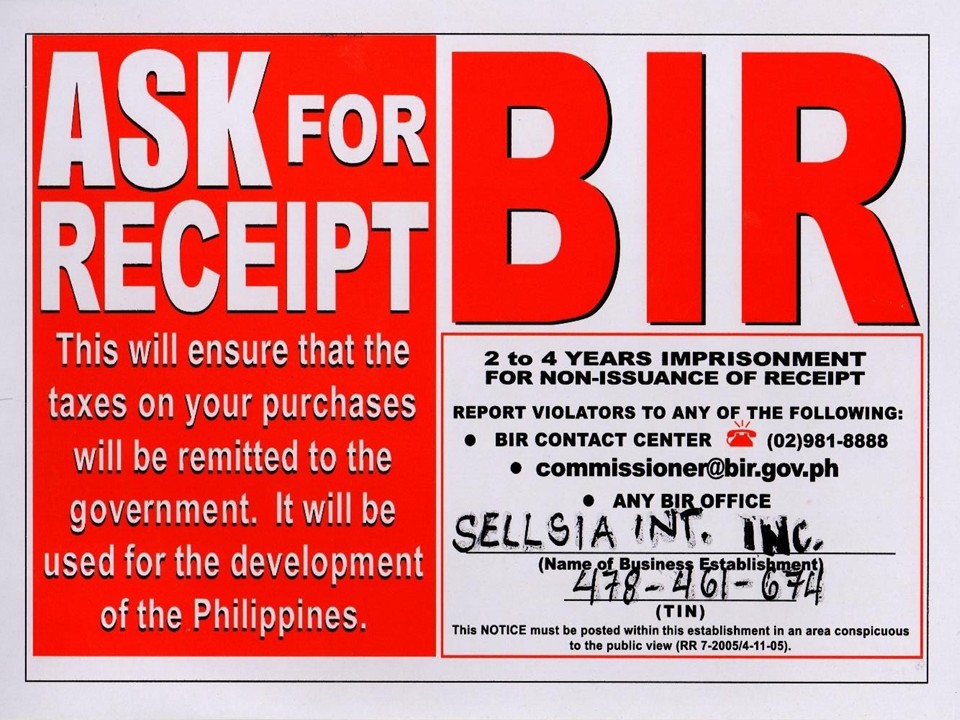 ASK FOR
RECEIPT
This will ensure that the
taxes on your purchases
will be remitted to the
government. It will be
used for the development
of the Philippines.
BIR
2 to 4 YEARS IMPRISONMENT
FOR NON-ISSUANCE OF RECEIPT
REPORT VIOLATORS TO ANY OF THE FOLLOWING:
● BIR CONTACT CENTER ☎ (02)981-8888
● commissioner@bir.gov.ph
● ANY BIR OFFICE
SELLSIA INT. INC.
(Name of Business Establishment)
478-461-674
(TIN)
This NOTICE must be posted within this establishment in an area conspicuous
to the public view (RR 7-2005/4-11-05).